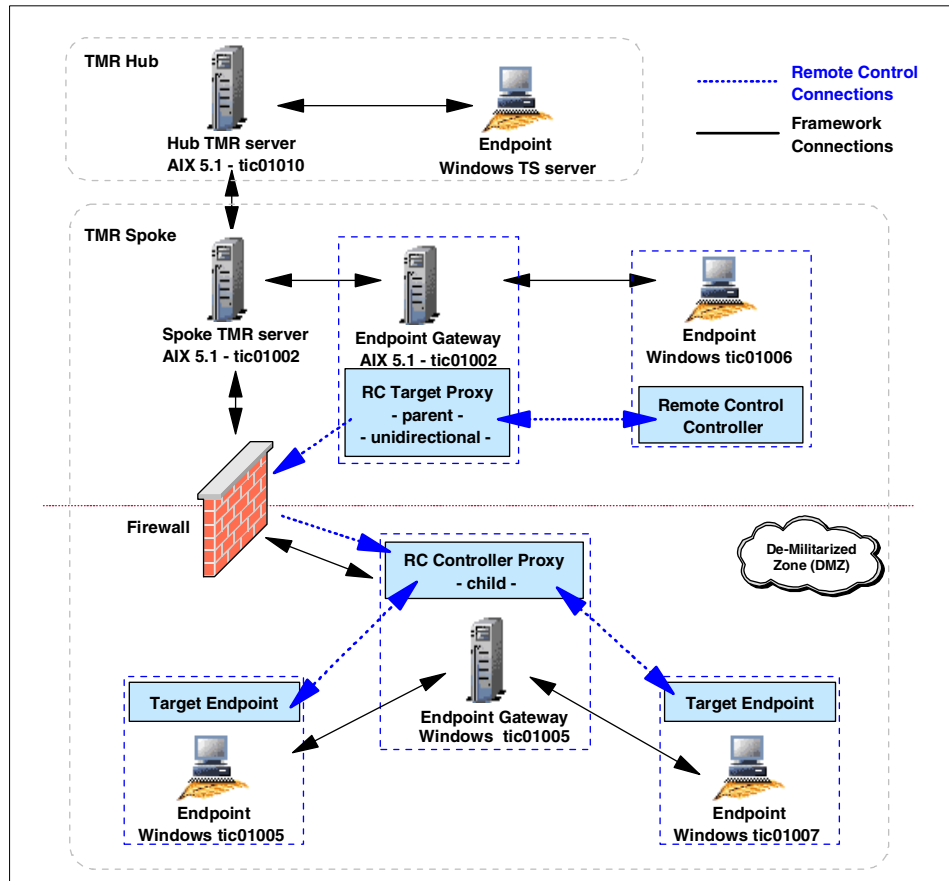 TMR Hub
Hub TMR server
AIX 5.1 - tic01010
Endpoint
Windows TS server
Remote Control
Connections
Framework
Connections
TMR Spoke
Spoke TMR server
AIX 5.1 - tic01002
Endpoint Gateway
AIX 5.1 - tic01002
RC Target Proxy
- parent -
- unidirectional -
Endpoint
Windows tic01006
Remote Control
Controller
Firewall
De-Militarized
Zone (DMZ)
RC Controller Proxy
- child -
Endpoint Gateway
Windows tic01005
Target Endpoint
Endpoint
Windows tic01005
Target Endpoint
Endpoint
Windows tic01007